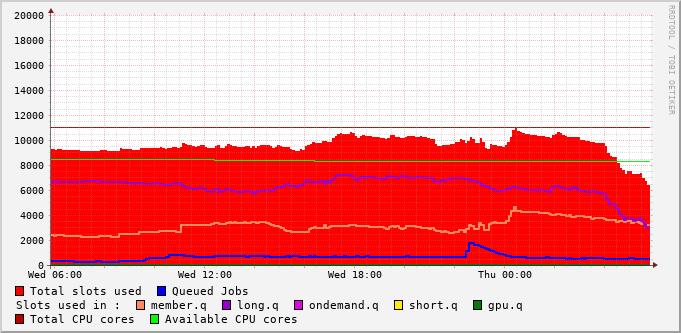 20000
18000
16000
14000
12000
10000
8000
6000
4000
2000
0
Wed 06:00 Wed 12:00 Wed 18:00 Thu 00:00
Total slots used Queued Jobs
Slots used in : member.q long.q ondemand.q short.q gpu.q
Total CPU cores Available CPU cores
RRDTOOL / TOBI OETIKER